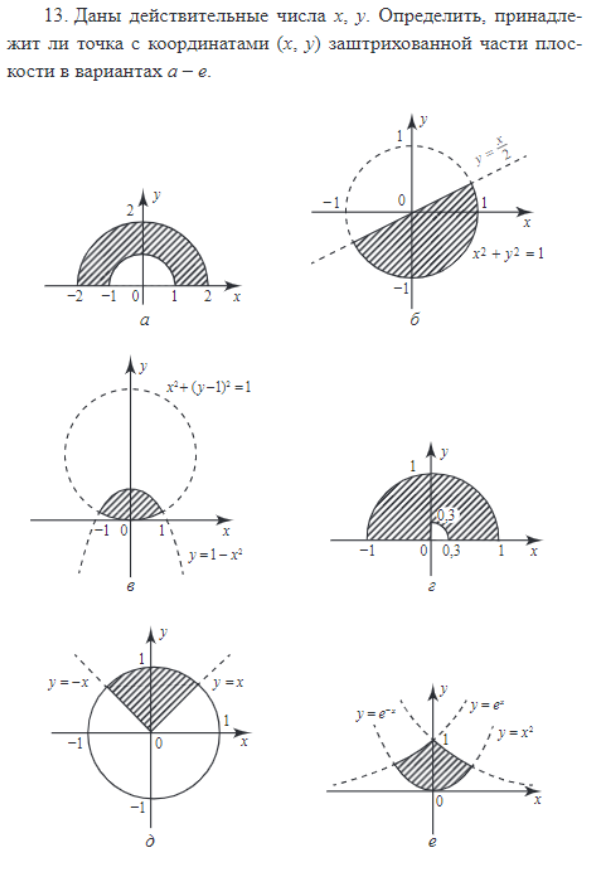 13. Даны действительные числа x, y. Определить, принадле-
жит ли точка с координатами (x, y) заштрихованной части плос-
кости в вариантах а – е.
y
2
−2 −1 0 1 2 x
а
y
1
y = x/2
−1 0 1
x
x² + y² = 1
−1
б
y
x²+(y−1)²=1
−1 0 1 x
y=1−x²
в
y
1
0,3
−1 0 0,3 1 x
г
y
1
y=−x y=x
1
−1 0 x
−1
д
y
y=e⁻ˣ y=eˣ
y=x²
1
0 x
е